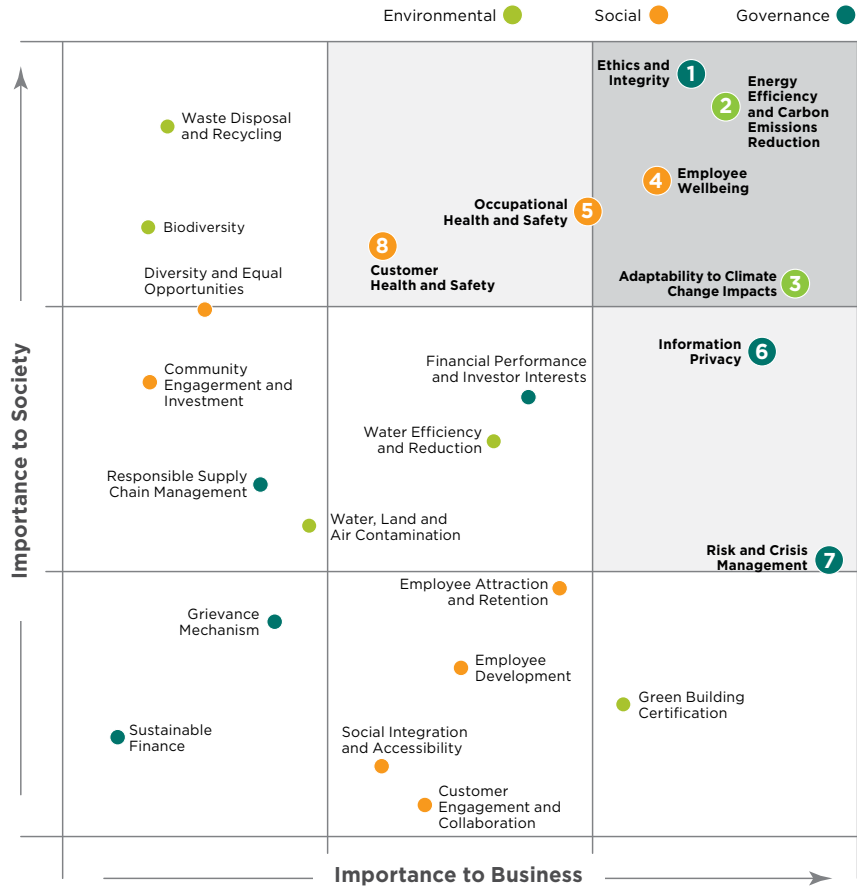 Environmental
Social
Governance
Importance to Society
Ethics and
Integrity
1
2
Energy
Efficiency
and Carbon
Emissions
Reduction
Waste Disposal
and Recycling
4
Employee
Wellbeing
Occupational
Health and Safety
5
Biodiversity
8
Customer
Health and Safety
Diversity and Equal
Opportunities
Adaptability to Climate
Change Impacts
3
Information
Privacy
6
Financial Performance
and Investor Interests
Community
Engagerment and
Investment
Water Efficiency
and Reduction
Responsible Supply
Chain Management
Water, Land and
Air Contamination
Risk and Crisis
Management
7
Employee Attraction
and Retention
Grievance
Mechanism
Employee
Development
Green Building
Certification
Sustainable
Finance
Social Integration
and Accessibility
Customer
Engagement and
Collaboration
Importance to Business